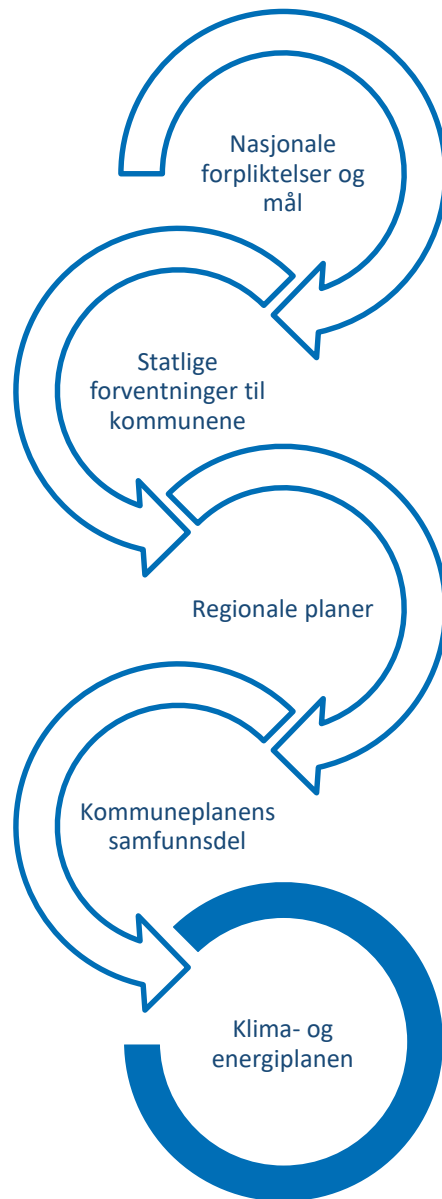 Nasjonale
forpliktelser og
mål
Statlige
forventninger til
kommunene
Regionale planer
Kommuneplanens
samfunnsdel
Klima- og
energiplanen